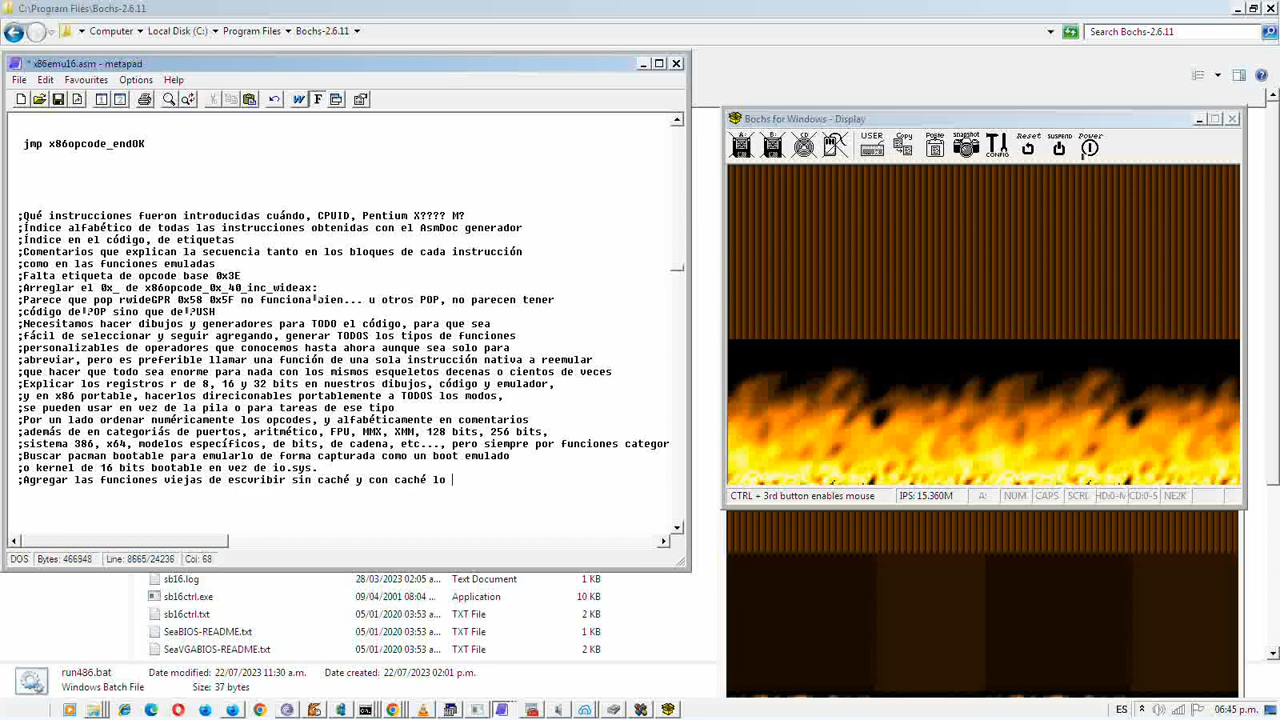 C:\Program Files\Bochs-2.6.11
Computer Local Disk (C:) Program Files Bochs-2.6.11
Search Bochs-2.6.11
* x86emu16.asm - metapad
File Edit Favourites Options Help
jmp x86opcode_endOK
;Qué instrucciones fueron introducidas cuándo, CPUID, Pentium X???? M?
;Índice alfabético de todas las instrucciones obtenidas con el AsmDoc generador
;Índice en el código, de etiquetas
;Comentarios que explican la secuencia tanto en los bloques de cada instrucción
;como en las funciones emuladas
;Falta etiqueta de opcode base 0x3E
;Arreglar el 0x_ de x86opcode_0x_40_inc_wideax:
;Parece que pop rwideGPR 0x58 0x5F no funciona bien... u otros POP, no parecen tener
;código de POP sino que de PUSH
;Necesitamos hacer dibujos y generadores para TODO el código, para que sea
;fácil de seleccionar y seguir agregando, generar TODOS los tipos de funciones
;personalizables de operadores que conocemos hasta ahora aunque sea solo para
;abreviar, pero es preferible llamar una función de una sola instrucción nativa a reemular
;que hacer que todo sea enorme para nada con los mismos esqueletos decenas o cientos de veces
;Explicar los registros r de 8, 16 y 32 bits en nuestros dibujos, código y emulador,
;y en x86 portable, hacerlos direccionables portablemente a TODOS los modos,
;se pueden usar en vez de la pila o para tareas de ese tipo
;Por un lado ordenar numéricamente los opcodes, y alfabéticamente en comentarios
;además de en categoriás de puertos, aritmético, FPU, MMX, XMM, 128 bits, 256 bits,
;sistema 386, x64, modelos específicos, de bits, de cadena, etc..., pero siempre por funciones categor
;Buscar pacman bootable para emularlo de forma capturada como un boot emulado
;o kernel de 16 bits bootable en vez de io.sys.
;Agregar las funciones viejas de escvribir sin caché y con caché lo
DOS Bytes: 466948 Line: 8665/24236 Col: 68
Bochs for Windows - Display
A: B: CD USER Copy Paste snapshot CONFIG Reset SUSPEND Power
CTRL + 3rd button enables mouse IPS: 15.360M A: NUM CAPS SCRL HD:0-M CD:0-S NE2K
sb16.log 28/03/2023 02:05 a... Text Document 1 KB
sb16ctrl.exe 09/04/2001 08:04 ... Application 10 KB
sb16ctrl.txt 05/01/2020 03:53 a... TXT File 2 KB
SeaBIOS-README.txt 05/01/2020 03:53 a... TXT File 1 KB
SeaVGABIOS-README.txt 05/01/2020 03:53 a... TXT File 2 KB
run486.bat Date modified: 22/07/2023 11:30 a.m. Date created: 22/07/2023 02:01 p.m.
Windows Batch File Size: 37 bytes
ES 06:45 p.m.